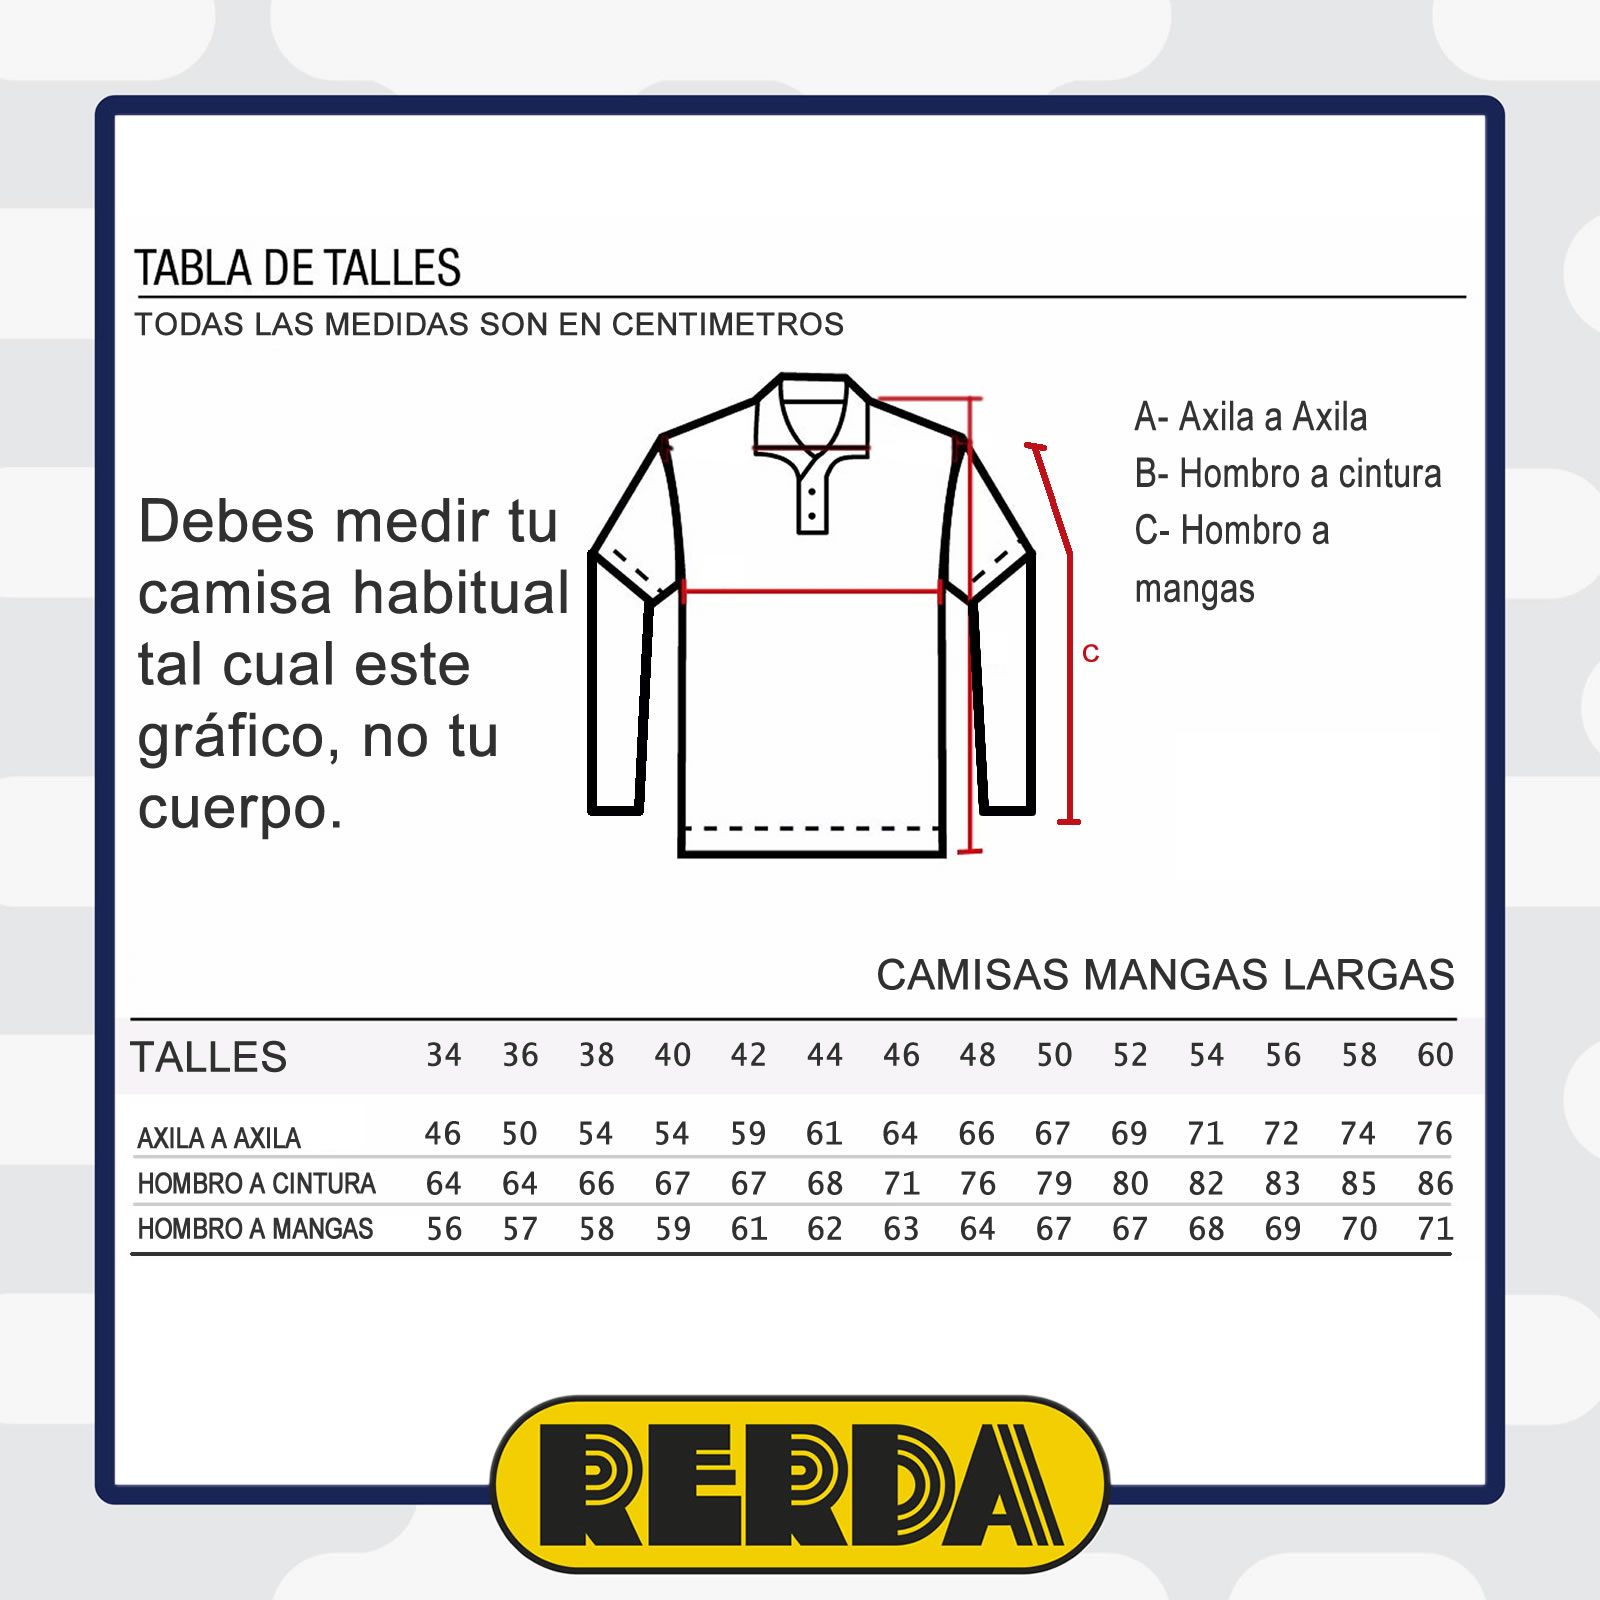 TABLA DE TALLES
TODAS LAS MEDIDAS SON EN CENTIMETROS
Debes medir tu
camisa habitual
tal cual este
gráfico, no tu
cuerpo.
A- Axila a Axila
B- Hombro a cintura
C- Hombro a
mangas
C
CAMISAS MANGAS LARGAS
TALLES 34 36 38 40 42 44 46 48 50 52 54 56 58 60
AXILA A AXILA 46 50 54 54 59 61 64 66 67 69 71 72 74 76
HOMBRO A CINTURA 64 64 66 67 67 68 71 76 79 80 82 83 85 86
HOMBRO A MANGAS 56 57 58 59 61 62 63 64 67 67 68 69 70 71
RERDA